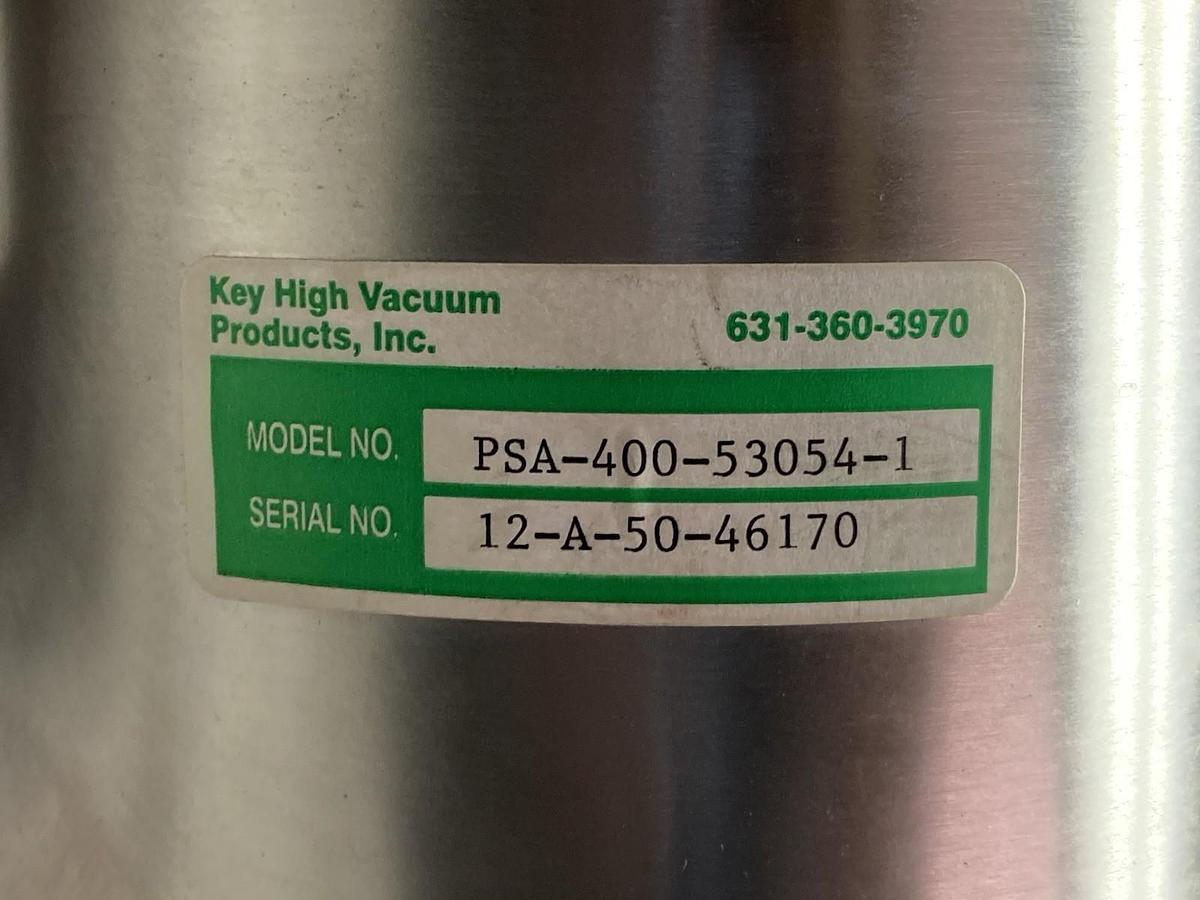 Key High Vacuum
Products, Inc.
631-360-3970
MODEL NO. PSA-400-53054-1
SERIAL NO. 12-A-50-46170